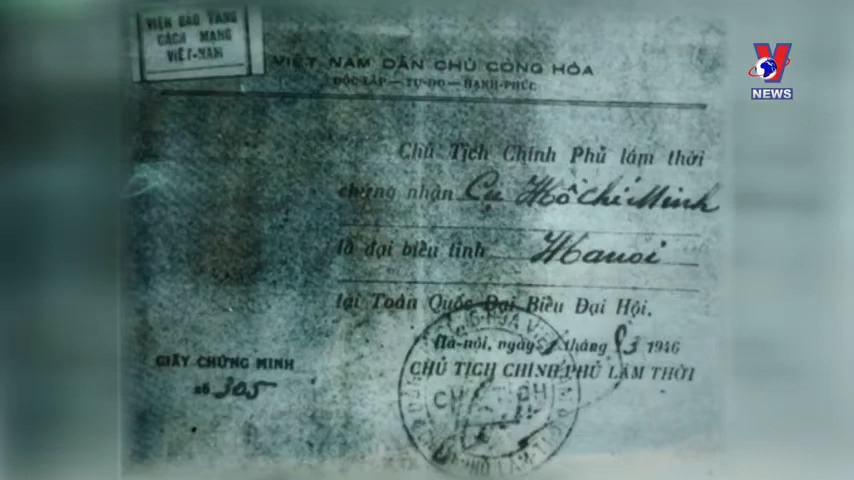 VIỆN BẢO TÀNG
CÁCH MẠNG
VIỆT-NAM
VIỆT NAM DÂN CHỦ CỘNG HÒA
ĐỘC-LẬP — TỰ-DO — HẠNH-PHÚC
V
NEWS
Chủ Tịch Chính Phủ lâm thời
chứng nhận Cụ Hồ Chí Minh
là đại biểu tỉnh Hanoi
tại Toàn Quốc Đại Biểu Đại Hội.
Hà-nội, ngày tháng 3 1946
CHỦ TỊCH CHÍNH PHỦ LÂM THỜI
GIẤY CHỨNG MINH
số 305